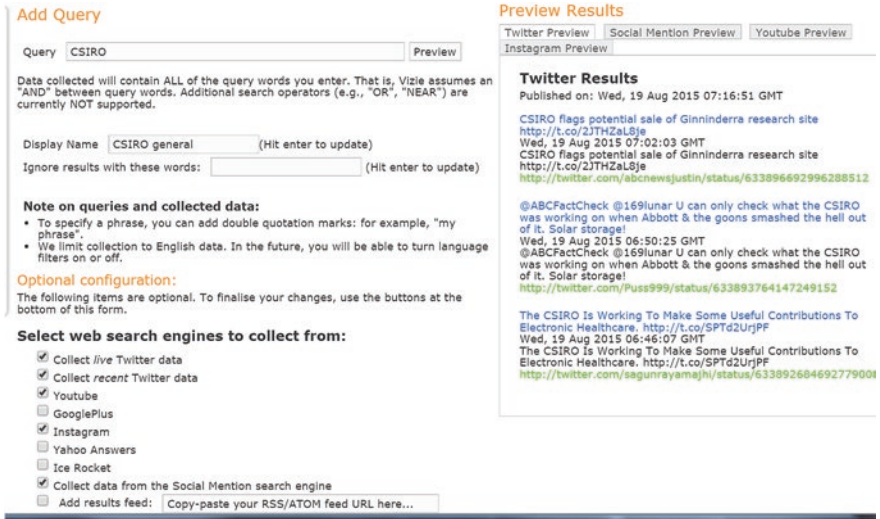 Add Query
Query CSIRO Preview
Data collected will contain ALL of the query words you enter. That is, Vizie assumes an
"AND" between query words. Additional search operators (e.g., "OR", "NEAR") are
currently NOT supported.
Display Name CSIRO general (Hit enter to update)
Ignore results with these words: (Hit enter to update)
Note on queries and collected data:
• To specify a phrase, you can add double quotation marks: for example, "my
phrase".
• We limit collection to English data. In the future, you will be able to turn language
filters on or off.
Optional configuration:
The following items are optional. To finalise your changes, use the buttons at the
bottom of this form.
Select web search engines to collect from:
Collect live Twitter data
Collect recent Twitter data
Youtube
GooglePlus
Instagram
Yahoo Answers
Ice Rocket
Collect data from the Social Mention search engine
Add results feed: Copy-paste your RSS/ATOM feed URL here...
Preview Results
Twitter Preview Social Mention Preview Youtube Preview
Instagram Preview
Twitter Results
Published on: Wed, 19 Aug 2015 07:16:51 GMT
CSIRO flags potential sale of Ginninderra research site
http://t.co/2JTHZaL8je
Wed, 19 Aug 2015 07:02:03 GMT
CSIRO flags potential sale of Ginninderra research site
http://t.co/2JTHZaL8je
http://twitter.com/abcnewsjustin/status/633896692996288512
@ABCFactCheck @169lunar U can only check what the CSIRO
was working on when Abbott & the goons smashed the hell out
of it. Solar storage!
Wed, 19 Aug 2015 06:50:25 GMT
@ABCFactCheck @169lunar U can only check what the CSIRO
was working on when Abbott & the goons smashed the hell out
of it. Solar storage!
http://twitter.com/Puss999/status/633893764147249152
The CSIRO Is Working To Make Some Useful Contributions To
Electronic Healthcare. http://t.co/SPTd2UrjPF
Wed, 19 Aug 2015 06:46:07 GMT
The CSIRO Is Working To Make Some Useful Contributions To
Electronic Healthcare. http://t.co/SPTd2UrjPF
http://twitter.com/sagunrayamajhi/status/63389268469277900